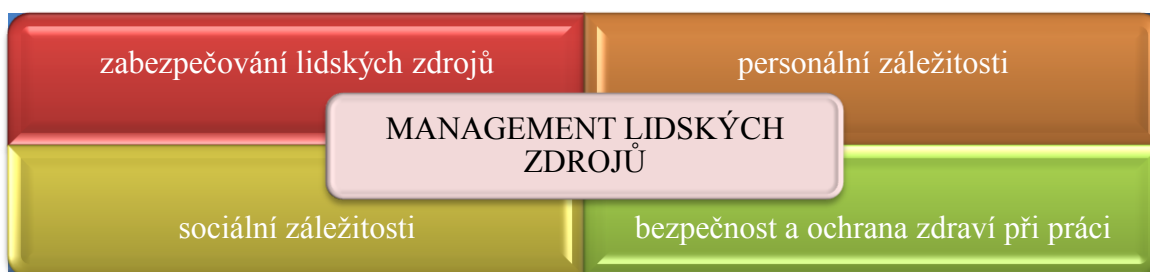 zabezpečování lidských zdrojů
personální záležitosti
MANAGEMENT LIDSKÝCH
ZDROJŮ
sociální záležitosti
bezpečnost a ochrana zdraví při práci